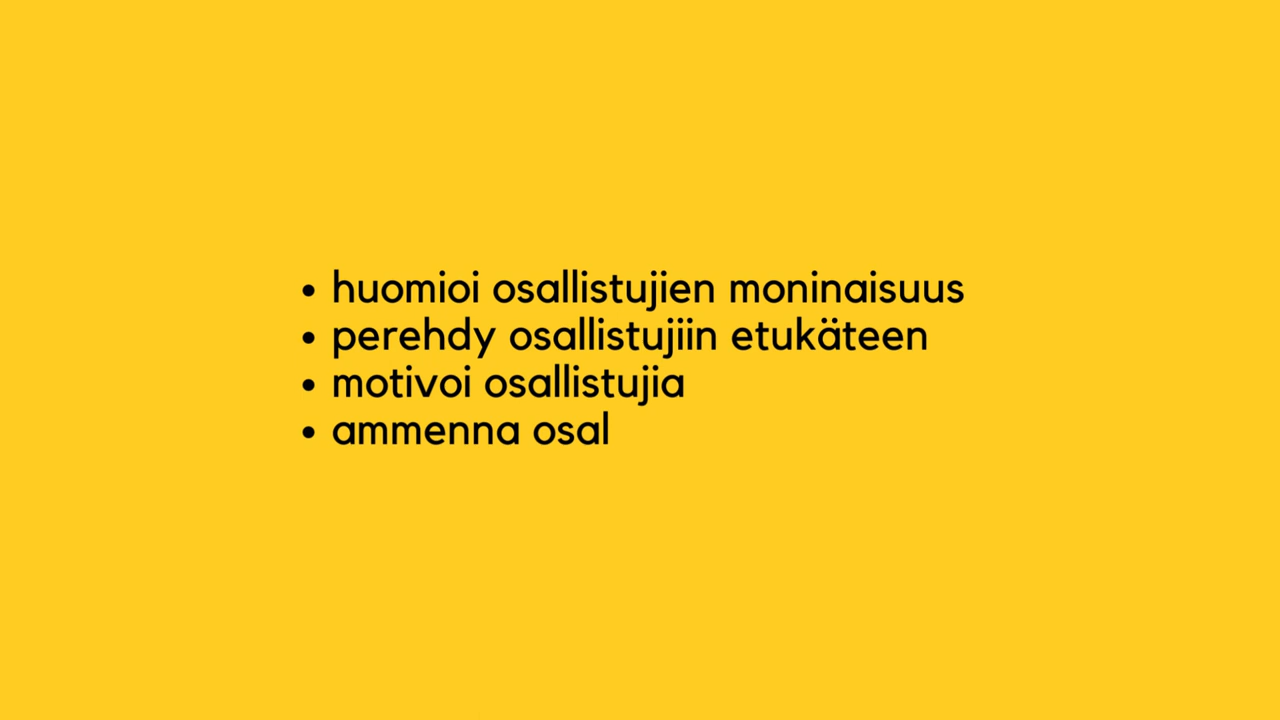 • huomioi osallistujien moninaisuus
• perehdy osallistujiin etukäteen
• motivoi osallistujia
• ammenna osal